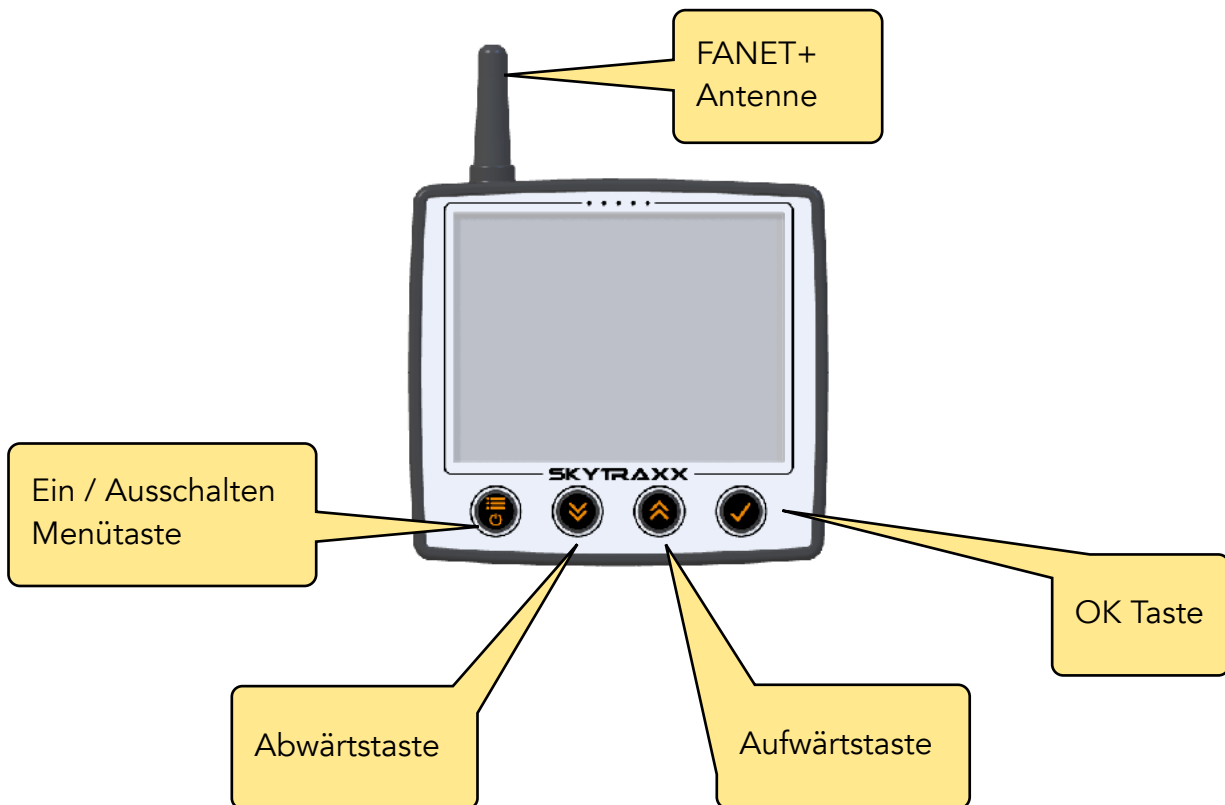 FANET+
Antenne
SKYTRAXX
Ein / Ausschalten
Menütaste
OK Taste
Abwärtstaste
Aufwärtstaste